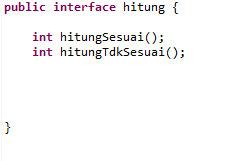 public interface hitung {
int hitungSesuai();
int hitungTdkSesuai();
}